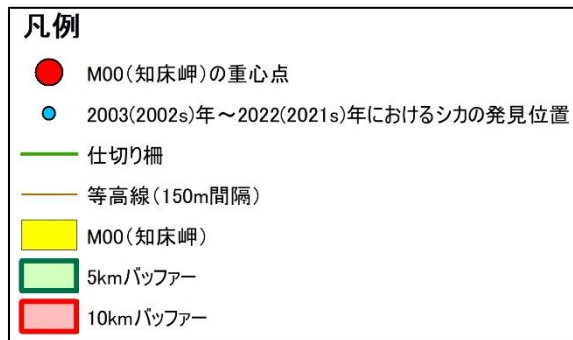 凡例
M00(知床岬)の重心点
2003(2002s)年～2022(2021s)年におけるシカの発見位置
仕切り柵
等高線(150m間隔)
M00(知床岬)
5kmバッファー
10kmバッファー